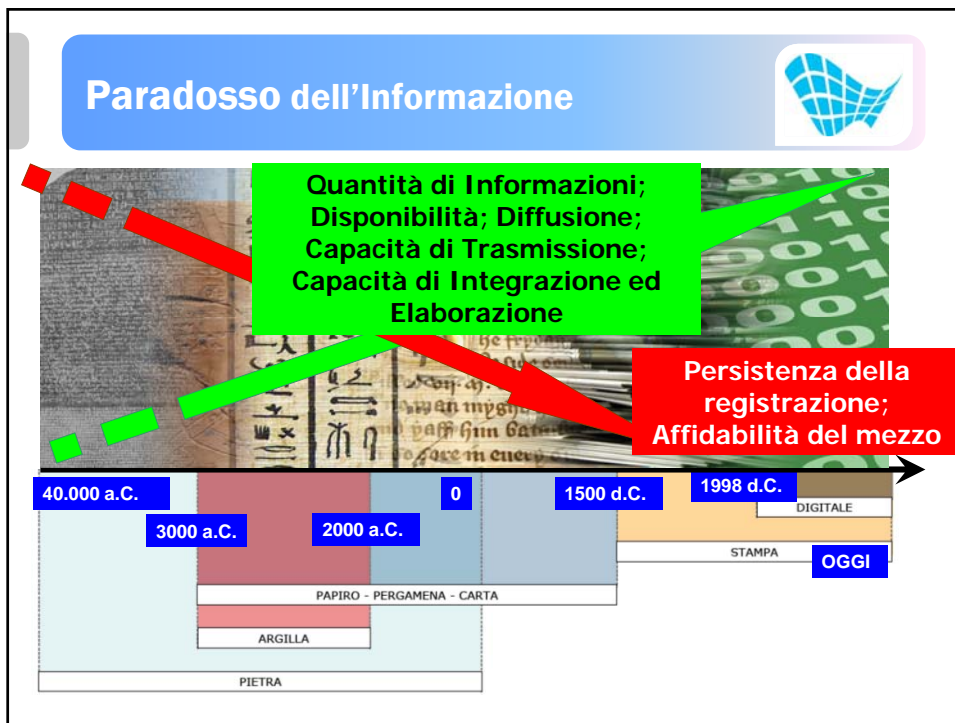 Paradosso dell'Informazione
Quantità di Informazioni;
Disponibilità; Diffusione;
Capacità di Trasmissione;
Capacità di Integrazione ed
Elaborazione
Persistenza della
registrazione;
Affidabilità del mezzo
40.000 a.C.
3000 a.C.
2000 a.C.
0
1500 d.C.
1998 d.C.
OGGI
DIGITALE
STAMPA
PAPIRO - PERGAMENA - CARTA
ARGILLA
PIETRA